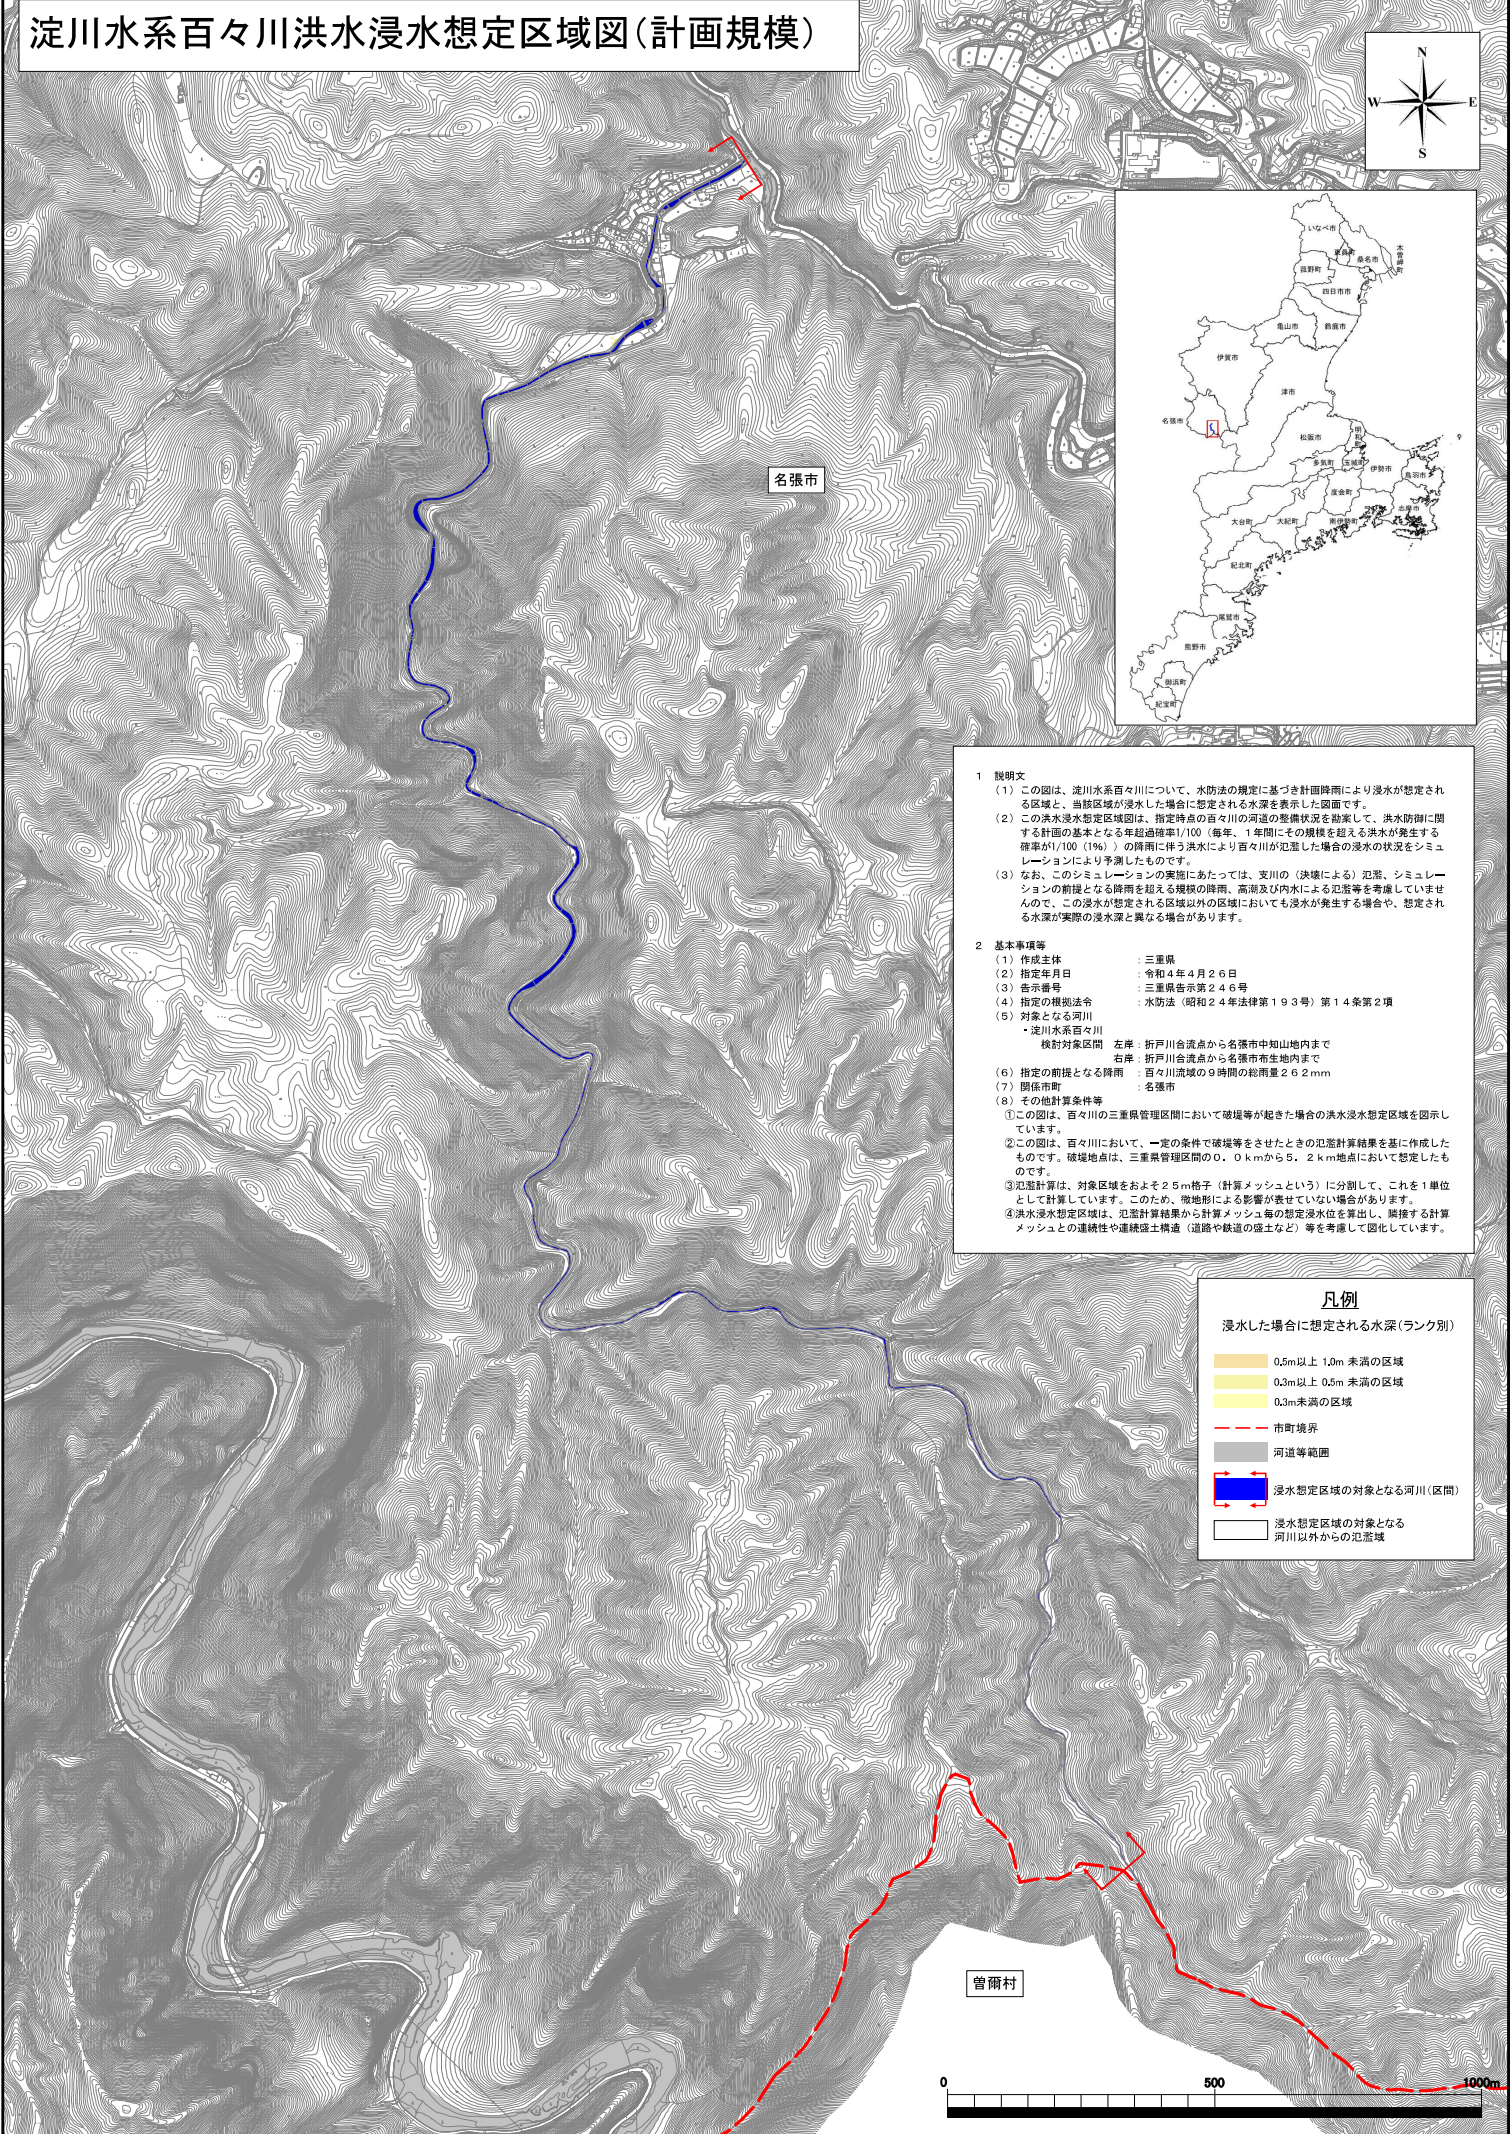 淀川水系百々川洪水浸水想定区域図(計画規模)
N
W
E
S
いなべ市
東員町
桑名市
木曽岬町
菰野町
四日市市
亀山市
鈴鹿市
伊賀市
津市
名張市
松阪市
明和町
多気町
玉城町
伊勢市
鳥羽市
度会町
志摩市
大台町
大紀町
南伊勢町
紀北町
尾鷲市
熊野市
御浜町
紀宝町
名張市
1 説明文
(1) この図は、淀川水系百々川について、水防法の規定に基づき計画降雨により浸水が想定され
る区域と、当該区域が浸水した場合に想定される水深を表示した図面です。
(2) この洪水浸水想定区域図は、指定時点の百々川の河道の整備状況を勘案して、洪水防御に関
する計画の基本となる年超過確率1/100(毎年、1年間にその規模を超える洪水が発生する
確率が1/100(1%))の降雨に伴う洪水により百々川が氾濫した場合の浸水の状況をシミュ
レーションにより予測したものです。
(3) なお、このシミュレーションの実施にあたっては、支川の(決壊による)氾濫、シミュレー
ションの前提となる降雨を超える規模の降雨、高潮及び内水による氾濫等を考慮していませ
んので、この浸水が想定される区域以外の区域においても浸水が発生する場合や、想定され
る水深が実際の浸水深と異なる場合があります。
2 基本事項等
(1) 作成主体 :三重県
(2) 指定年月日 :令和4年4月26日
(3) 告示番号 :三重県告示第246号
(4) 指定の根拠法令 :水防法(昭和24年法律第193号)第14条第2項
(5) 対象となる河川
・淀川水系百々川
検討対象区間 左岸:折戸川合流点から名張市中知山地内まで
右岸:折戸川合流点から名張市布生地内まで
(6) 指定の前提となる降雨 :百々川流域の9時間の総雨量262mm
(7) 関係市町 :名張市
(8) その他計算条件等
①この図は、百々川の三重県管理区間において破堤等が起きた場合の洪水浸水想定区域を図示し
ています。
②この図は、百々川において、一定の条件で破堤等をさせたときの氾濫計算結果を基に作成した
ものです。破堤地点は、三重県管理区間の0.0kmから5.2km地点において想定したも
のです。
③氾濫計算は、対象区域をおよそ25m格子(計算メッシュという)に分割して、これを1単位
として計算しています。このため、微地形による影響が表せていない場合があります。
④洪水浸水想定区域は、氾濫計算結果から計算メッシュ毎の想定浸水位を算出し、隣接する計算
メッシュとの連続性や連続盛土構造(道路や鉄道の盛土など)等を考慮して図化しています。
凡例
浸水した場合に想定される水深(ランク別)
0.5m以上 1.0m 未満の区域
0.3m以上 0.5m 未満の区域
0.3m未満の区域
市町境界
河道等範囲
浸水想定区域の対象となる河川(区間)
浸水想定区域の対象となる
河川以外からの氾濫域
曽爾村
0 500 1000m